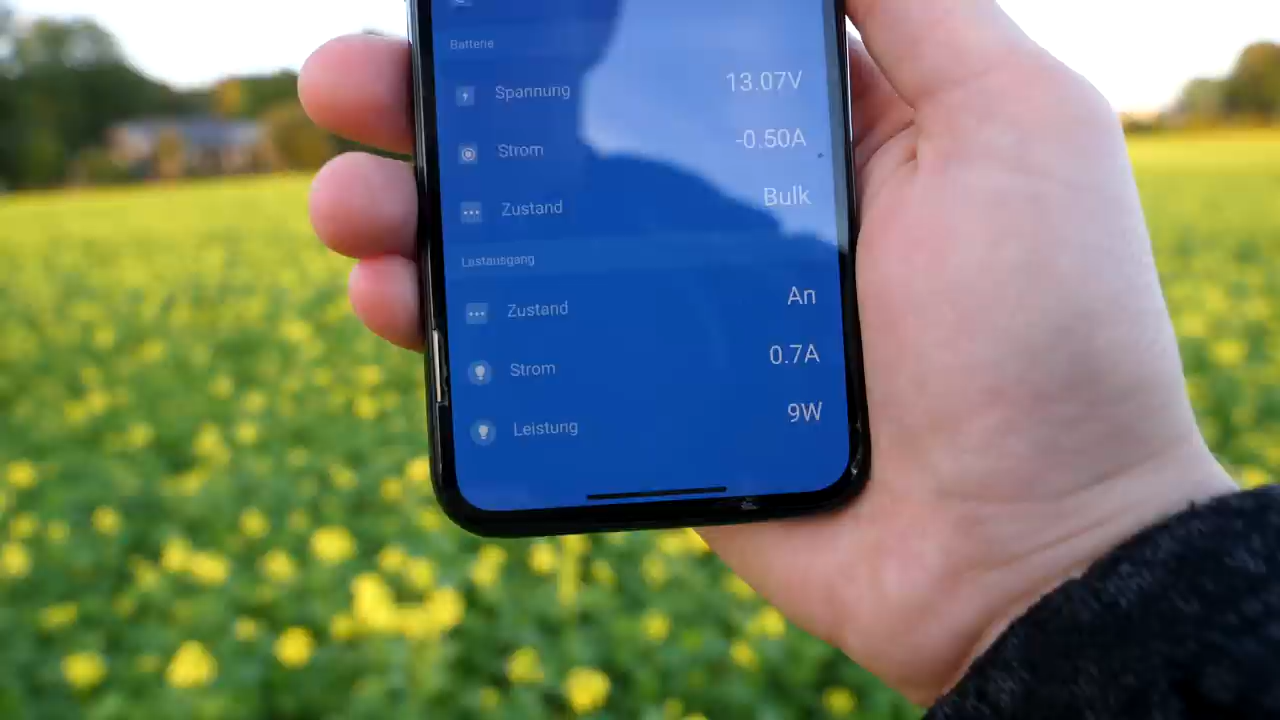 Batterie
Spannung 13.07V
Strom -0.50A
Zustand Bulk
Lastausgang
Zustand An
Strom 0.7A
Leistung 9W